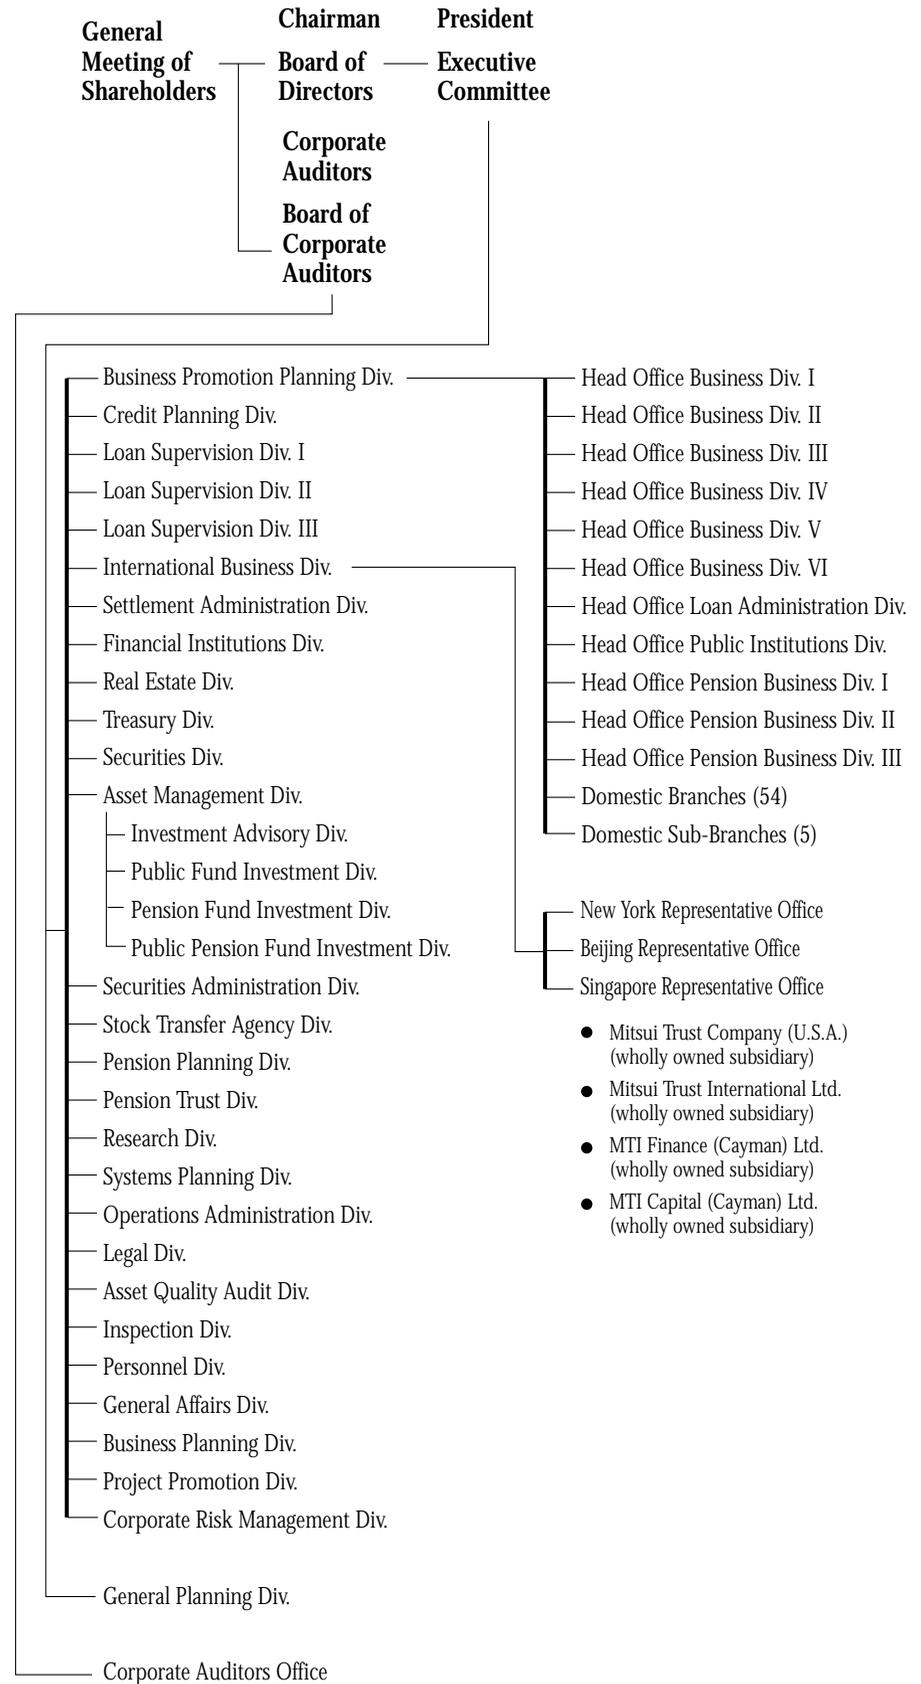 General
Meeting of
Shareholders
Chairman
Board of
Directors
President
Executive
Committee
Corporate
Auditors
Board of
Corporate
Auditors
Business Promotion Planning Div.
Credit Planning Div.
Loan Supervision Div. I
Loan Supervision Div. II
Loan Supervision Div. III
International Business Div.
Settlement Administration Div.
Financial Institutions Div.
Real Estate Div.
Treasury Div.
Securities Div.
Asset Management Div.
Investment Advisory Div.
Public Fund Investment Div.
Pension Fund Investment Div.
Public Pension Fund Investment Div.
Securities Administration Div.
Stock Transfer Agency Div.
Pension Planning Div.
Pension Trust Div.
Research Div.
Systems Planning Div.
Operations Administration Div.
Legal Div.
Asset Quality Audit Div.
Inspection Div.
Personnel Div.
General Affairs Div.
Business Planning Div.
Project Promotion Div.
Corporate Risk Management Div.
General Planning Div.
Corporate Auditors Office
Head Office Business Div. I
Head Office Business Div. II
Head Office Business Div. III
Head Office Business Div. IV
Head Office Business Div. V
Head Office Business Div. VI
Head Office Loan Administration Div.
Head Office Public Institutions Div.
Head Office Pension Business Div. I
Head Office Pension Business Div. II
Head Office Pension Business Div. III
Domestic Branches (54)
Domestic Sub-Branches (5)
New York Representative Office
Beijing Representative Office
Singapore Representative Office
● Mitsui Trust Company (U.S.A.)
(wholly owned subsidiary)
● Mitsui Trust International Ltd.
(wholly owned subsidiary)
● MTI Finance (Cayman) Ltd.
(wholly owned subsidiary)
● MTI Capital (Cayman) Ltd.
(wholly owned subsidiary)